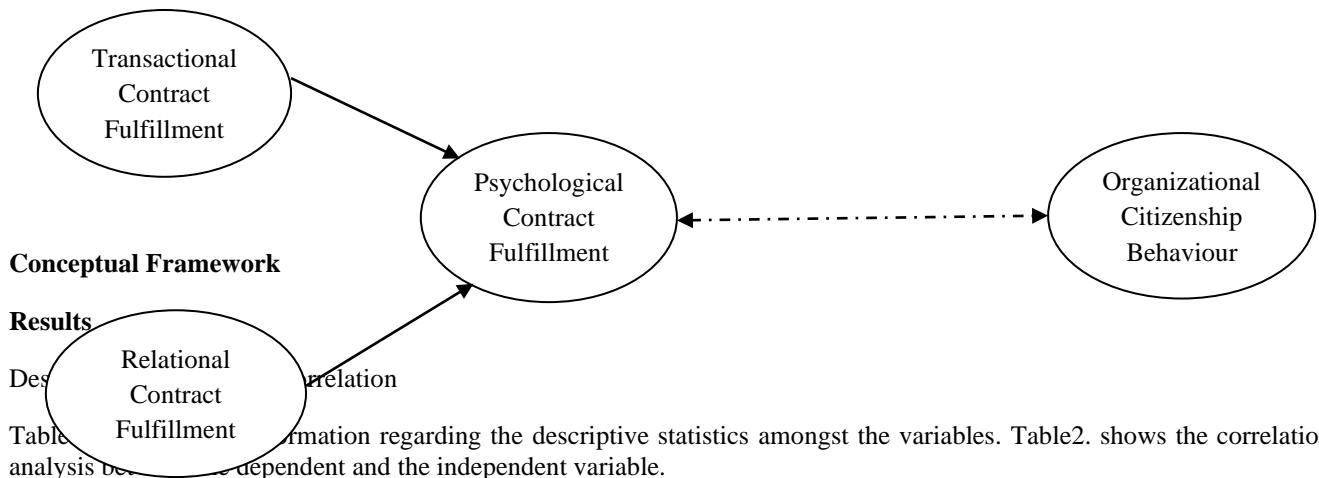 Transactional
Contract
Fulfillment
Psychological
Contract
Fulfillment
Organizational
Citizenship
Behaviour
Conceptual Framework
Results
Relational
Contract
Fulfillment
Des rrelation
Table ormation regarding the descriptive statistics amongst the variables. Table2. shows the correlatio
analysis be dependent and the independent variable.